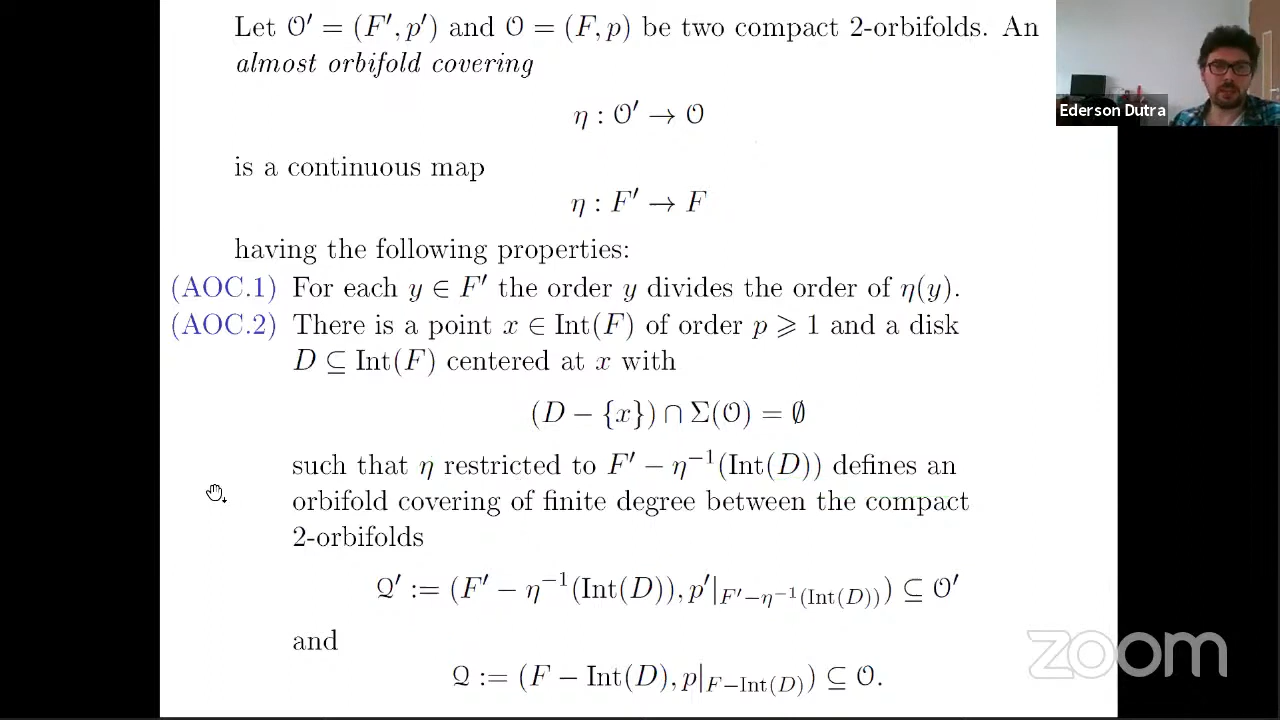 Let 𝒪′ = (F′, p′) and 𝒪 = (F, p) be two compact 2-orbifolds. An
almost orbifold covering
η : 𝒪′ → 𝒪
is a continuous map
η : F′ → F
having the following properties:
(AOC.1) For each y ∈ F′ the order y divides the order of η(y).
(AOC.2) There is a point x ∈ Int(F) of order p ⩾ 1 and a disk
D ⊆ Int(F) centered at x with
(D − {x}) ∩ Σ(𝒪) = ∅
such that η restricted to F′ − η⁻¹(Int(D)) defines an
orbifold covering of finite degree between the compact
2-orbifolds
𝒬′ := (F′ − η⁻¹(Int(D)), p′|F′−η⁻¹(Int(D))) ⊆ 𝒪′
and
𝒬 := (F − Int(D), p|F−Int(D)) ⊆ 𝒪.
Ederson Dutra
zoom